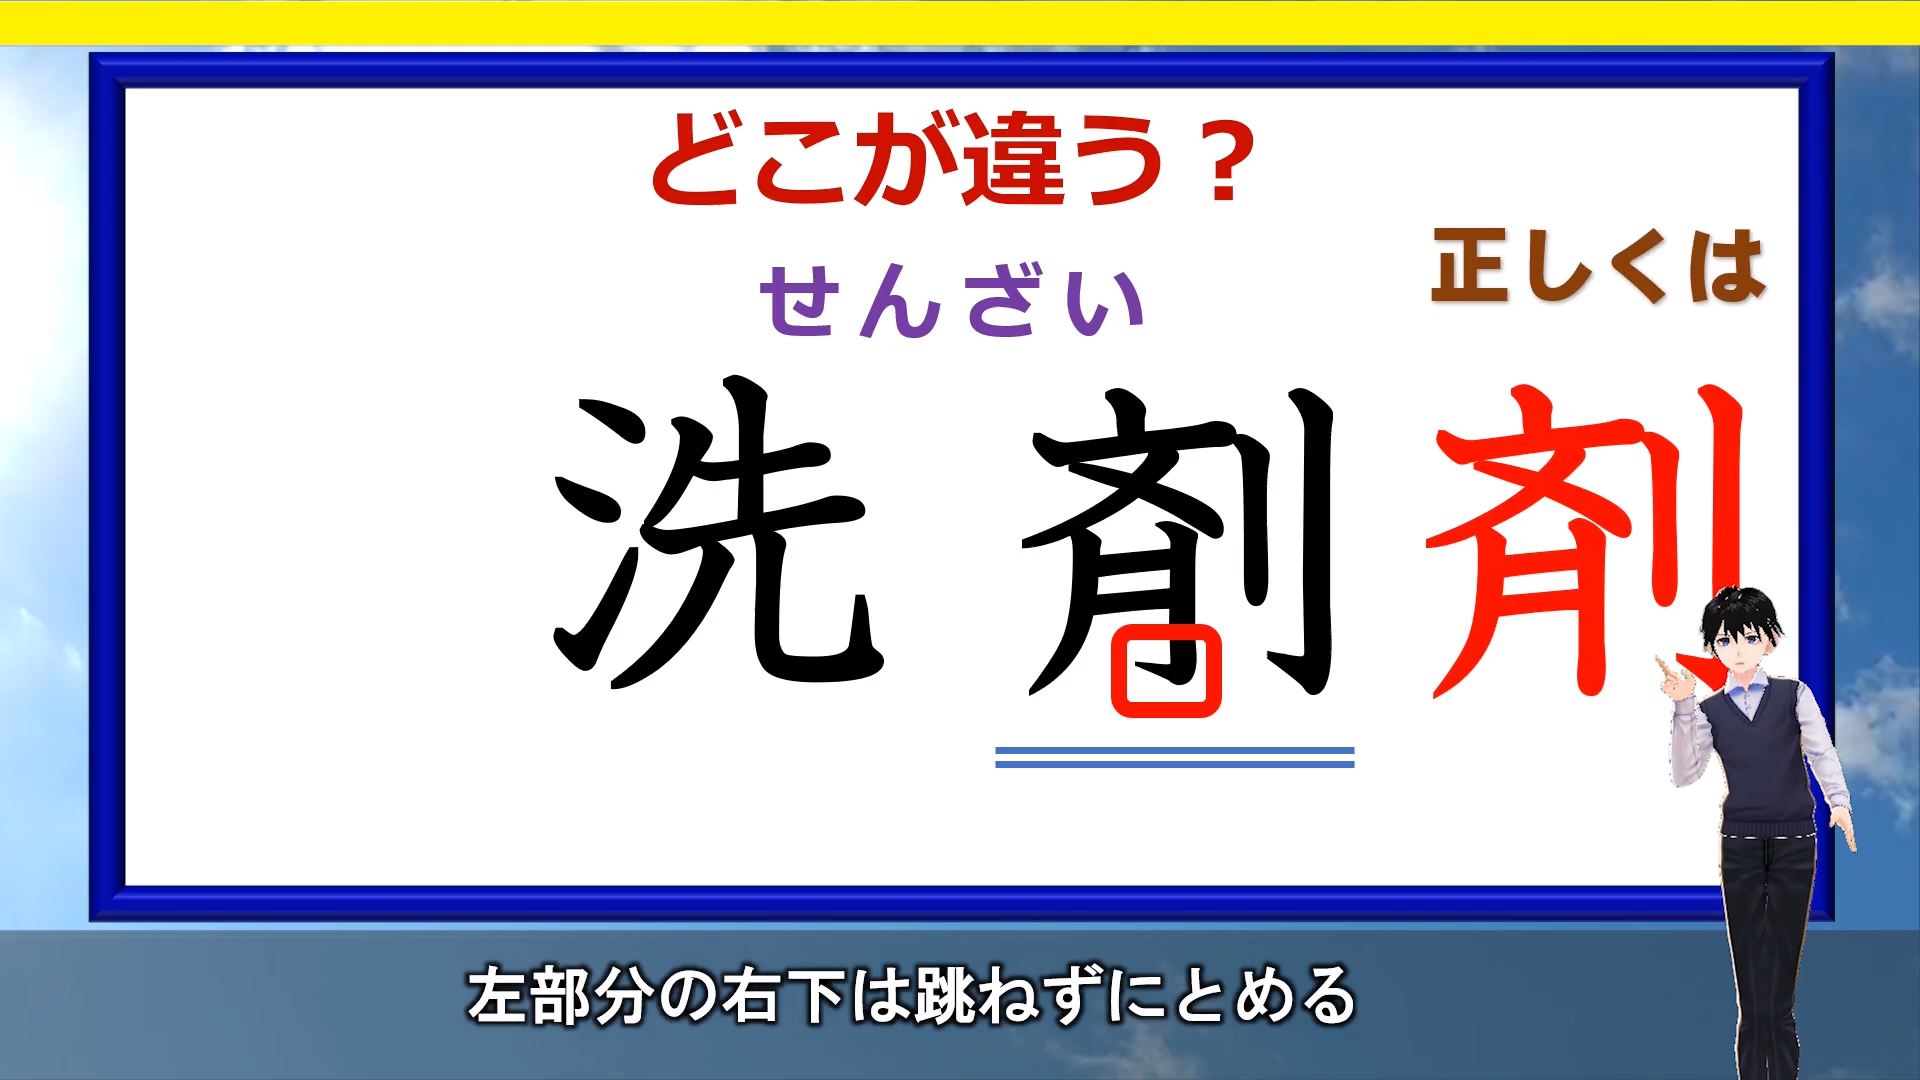 どこが違う？
せんざい
正しくは
洗剤 剤
左部分の右下は跳ねずにとめる